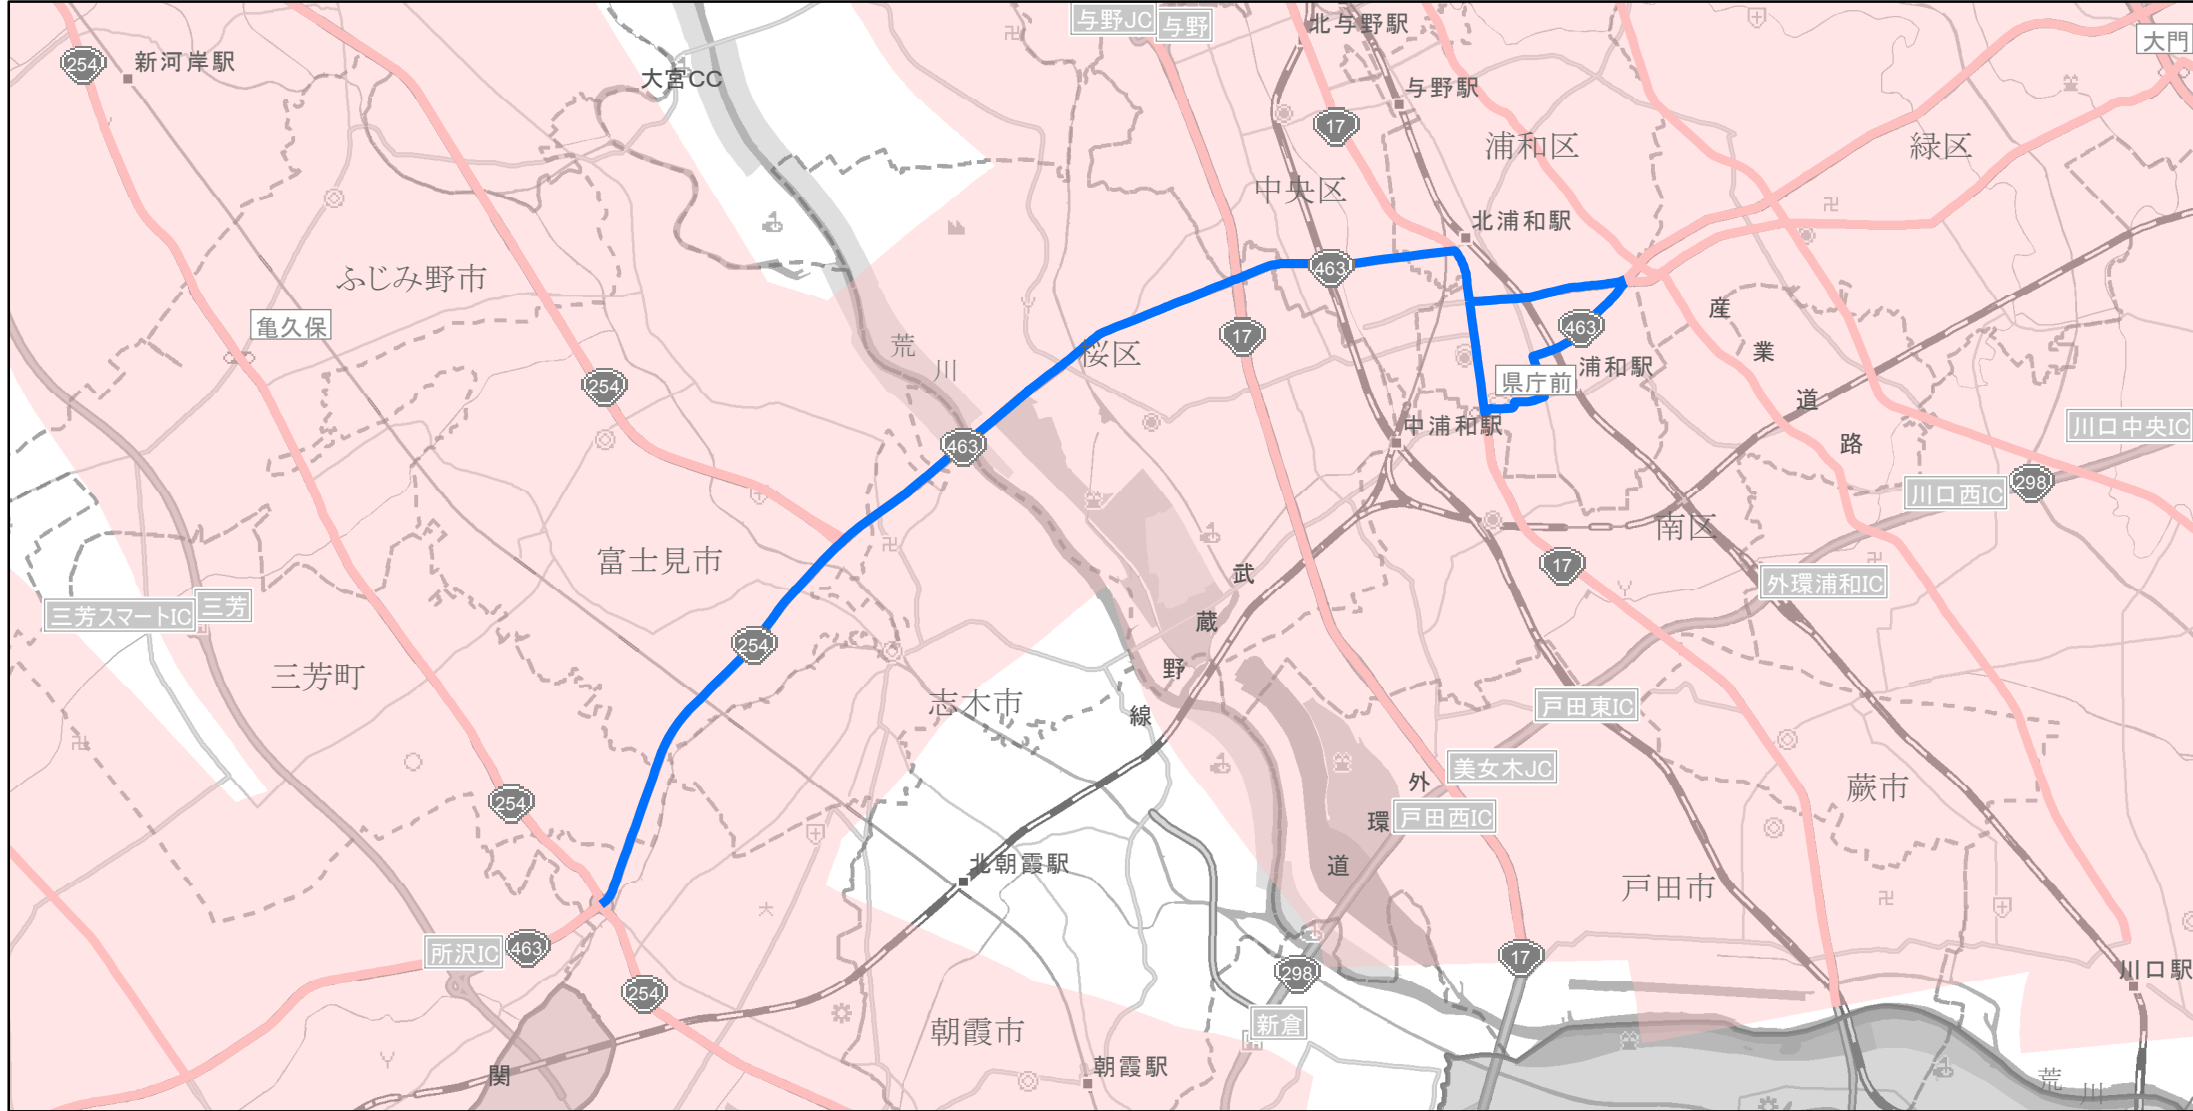 与野JC
与野
北与野駅
大門
254
新河岸駅
大宮CC
与野駅
17
浦和区
緑区
中央区
北浦和駅
ふじみ野市
463
亀久保
荒川
桜区
17
463
産業道路
浦和駅
県庁前
254
中浦和駅
川口中央IC
463
298
川口西IC
南区
富士見市
武蔵野線
17
外環浦和IC
三芳スマートIC
三芳
254
三芳町
志木市
戸田東IC
美女木JC
外環道
蕨市
254
戸田西IC
北朝霞駅
戸田市
所沢IC
463
17
298
川口駅
254
新倉
朝霞市
朝霞駅
関
荒川